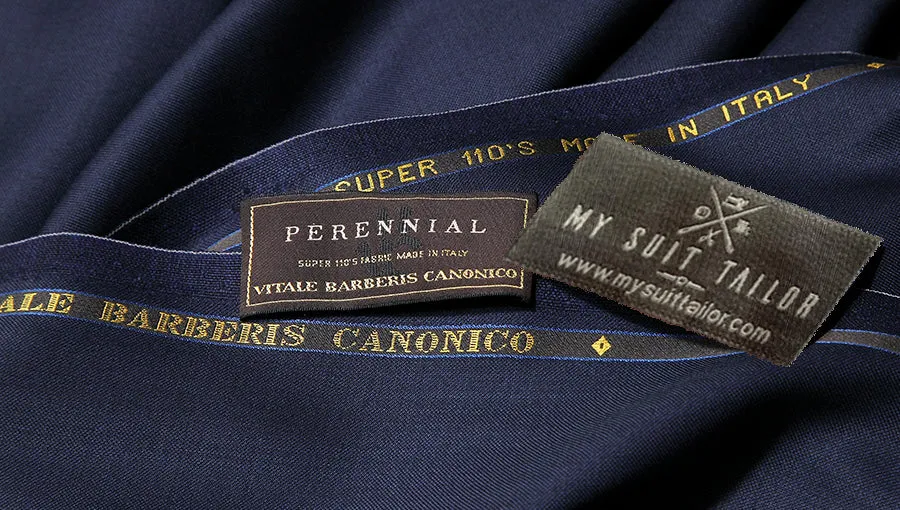 SUPER 110'S MADE IN ITALY
PERENNIAL
SUPER 110'S FABRIC MADE IN ITALY
VITALE BARBERIS CANONICO
MY SUIT TAILOR
www.mysuittailor.com
ALE BARBERIS CANONICO